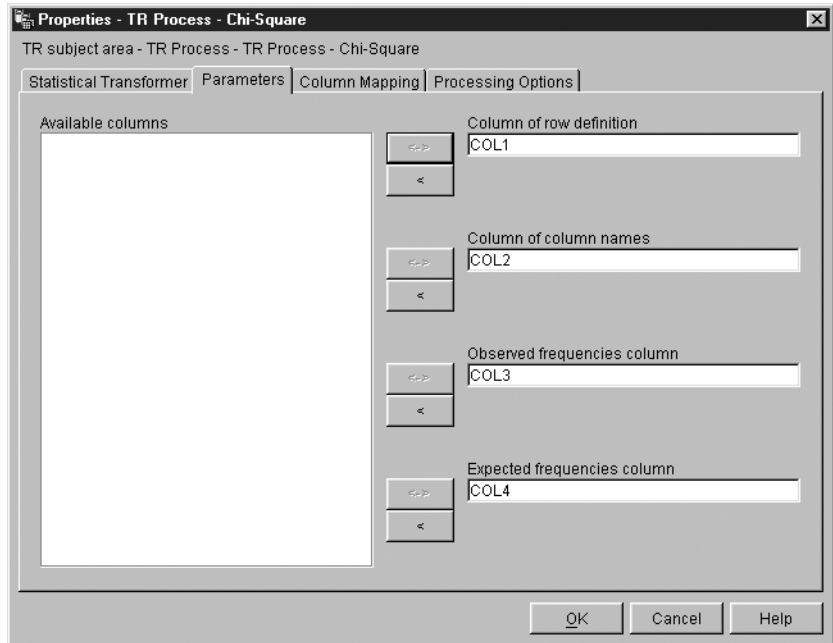 Properties - TR Process - Chi-Square
TR subject area - TR Process - TR Process - Chi-Square
Statistical Transformer Parameters Column Mapping Processing Options
Available columns
Column of row definition
<->
COL1
<
Column of column names
<->
COL2
<
Observed frequencies column
<->
COL3
<
Expected frequencies column
<->
COL4
<
OK Cancel Help